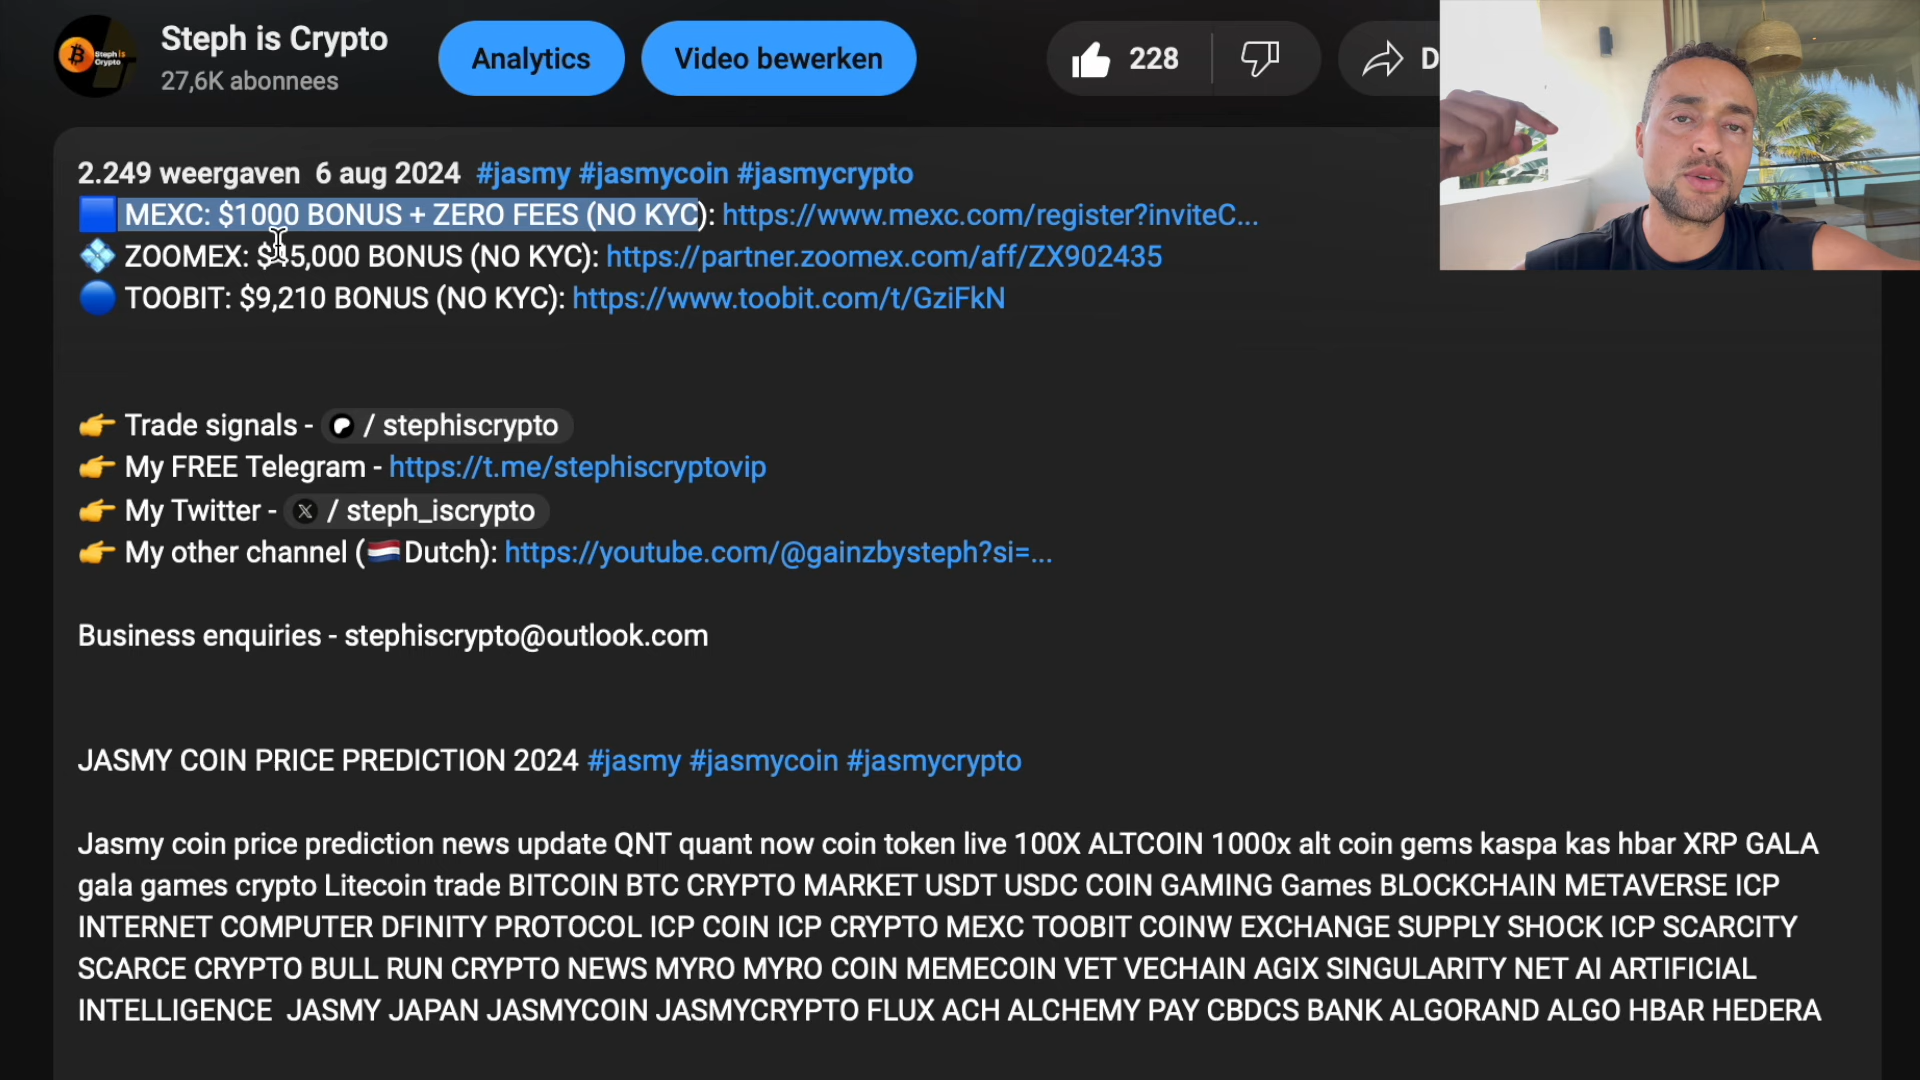 Steph is Crypto
27,6K abonnees
Analytics
Video bewerken
228
D
Steph is
Crypto
2.249 weergaven 6 aug 2024 #jasmy #jasmycoin #jasmycrypto
MEXC: $1000 BONUS + ZERO FEES (NO KYC): https://www.mexc.com/register?inviteC...
ZOOMEX: $45,000 BONUS (NO KYC): https://partner.zoomex.com/aff/ZX902435
TOOBIT: $9,210 BONUS (NO KYC): https://www.toobit.com/t/GziFkN
Trade signals - / stephiscrypto
My FREE Telegram - https://t.me/stephiscryptovip
My Twitter - X / steph_iscrypto
My other channel (Dutch): https://youtube.com/@gainzbysteph?si=...
Business enquiries - stephiscrypto@outlook.com
JASMY COIN PRICE PREDICTION 2024 #jasmy #jasmycoin #jasmycrypto
Jasmy coin price prediction news update QNT quant now coin token live 100X ALTCOIN 1000x alt coin gems kaspa kas hbar XRP GALA
gala games crypto Litecoin trade BITCOIN BTC CRYPTO MARKET USDT USDC COIN GAMING Games BLOCKCHAIN METAVERSE ICP
INTERNET COMPUTER DFINITY PROTOCOL ICP COIN ICP CRYPTO MEXC TOOBIT COINW EXCHANGE SUPPLY SHOCK ICP SCARCITY
SCARCE CRYPTO BULL RUN CRYPTO NEWS MYRO MYRO COIN MEMECOIN VET VECHAIN AGIX SINGULARITY NET AI ARTIFICIAL
INTELLIGENCE JASMY JAPAN JASMYCOIN JASMYCRYPTO FLUX ACH ALCHEMY PAY CBDCS BANK ALGORAND ALGO HBAR HEDERA